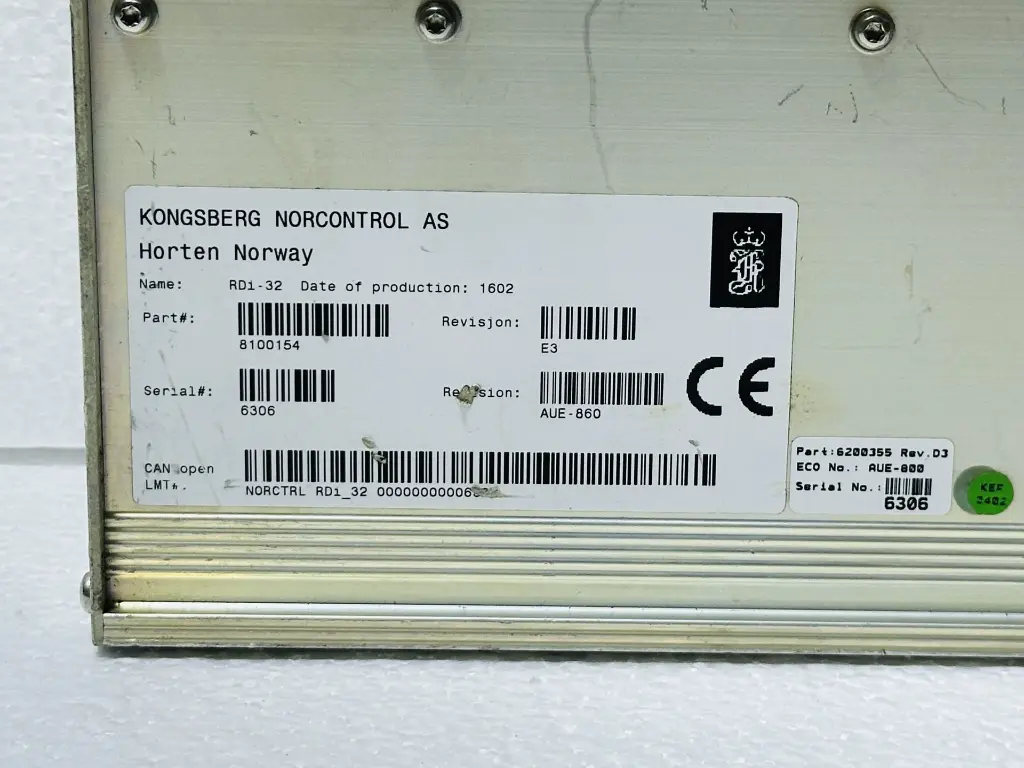 KONGSBERG NORCONTROL AS
Horten Norway
Name: RDi-32 Date of production: 1602
Part#: Revisjon:
8100154 E3
Serial#: Revision:
6306 AUE-860
CAN open
LMT#.
NORCTRL RDi_32
CE
Part:6200355 Rev.D3
ECO No.: AUE-800
Serial No.:
6306
KEF
0402